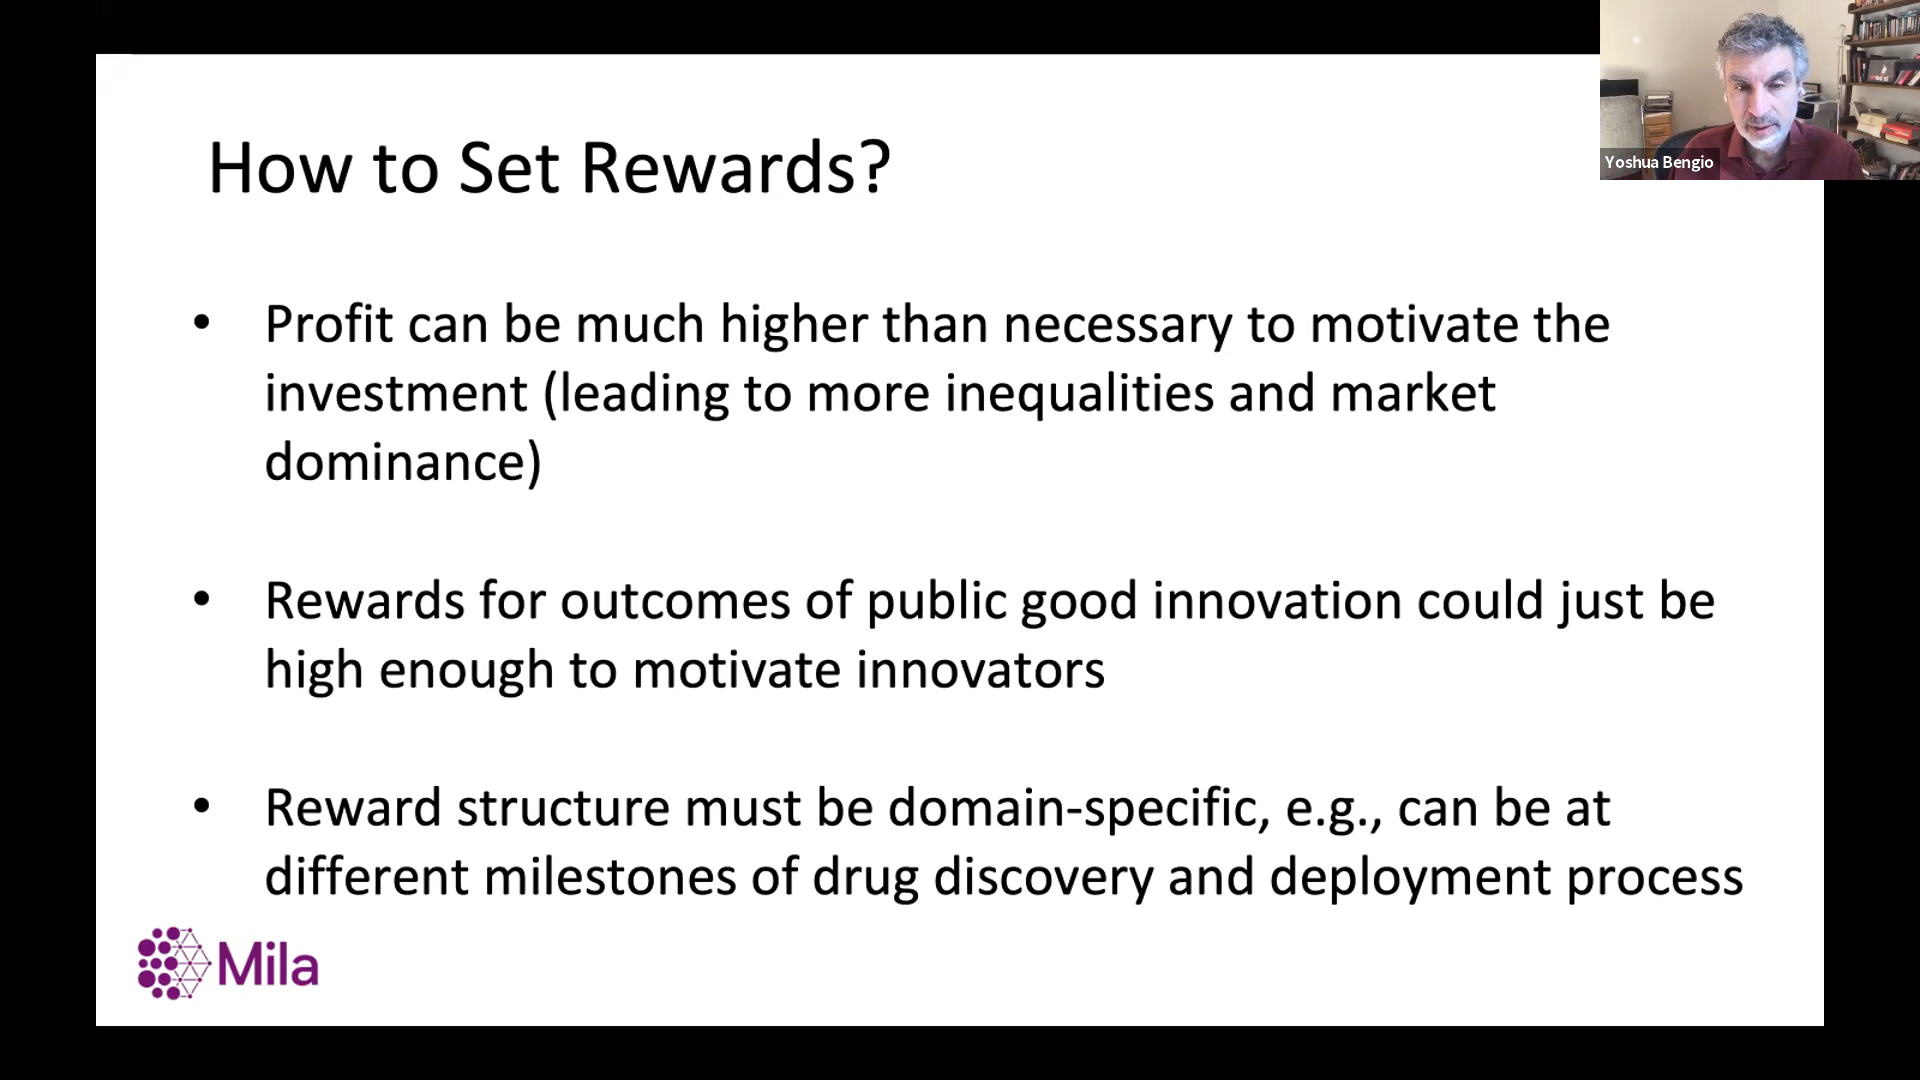 How to Set Rewards?
Yoshua Bengio
• Profit can be much higher than necessary to motivate the
investment (leading to more inequalities and market
dominance)
• Rewards for outcomes of public good innovation could just be
high enough to motivate innovators
• Reward structure must be domain-specific, e.g., can be at
different milestones of drug discovery and deployment process
Mila